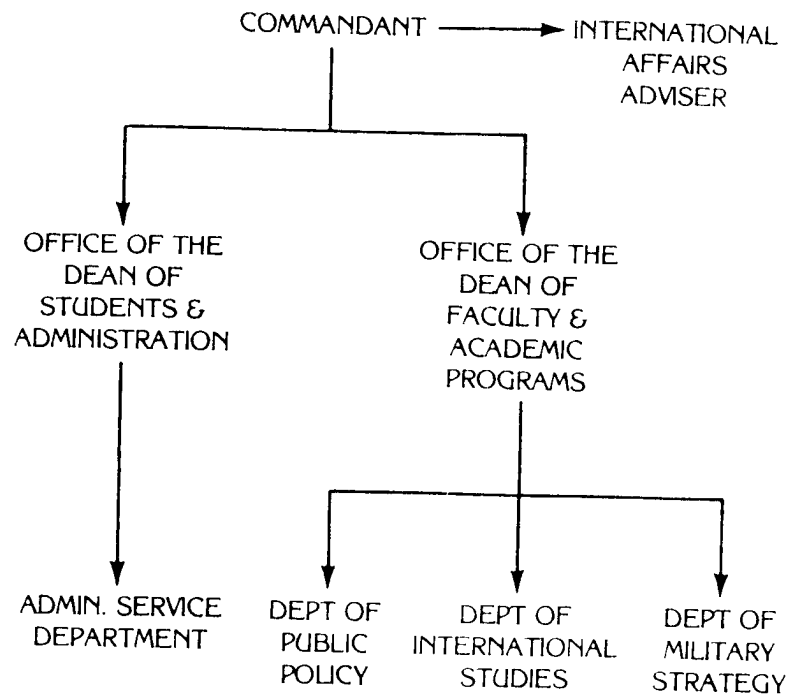 COMMANDANT
INTERNATIONAL
AFFAIRS
ADVISER
OFFICE OF THE
DEAN OF
STUDENTS &
ADMINISTRATION
OFFICE OF THE
DEAN OF
FACULTY &
ACADEMIC
PROGRAMS
ADMIN. SERVICE
DEPARTMENT
DEPT OF
PUBLIC
POLICY
DEPT OF
INTERNATIONAL
STUDIES
DEPT OF
MILITARY
STRATEGY